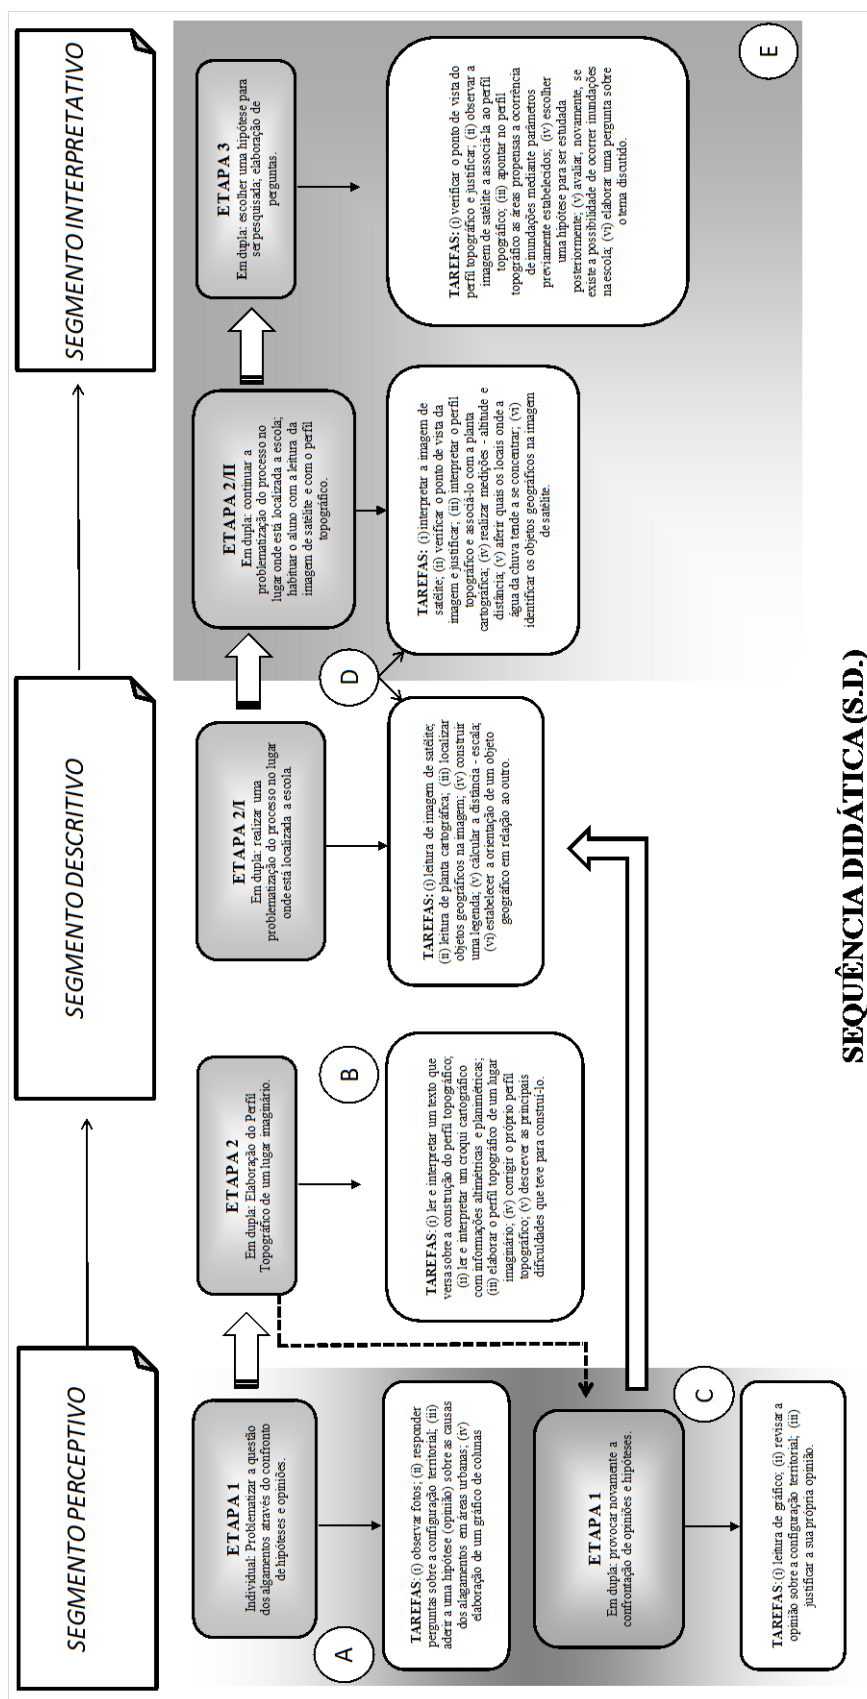 SEGMENTO PERCEPTIVO
SEGMENTO DESCRITIVO
SEGMENTO INTERPRETATIVO
ETAPA 1
Individual: Problematizar a questão
dos algamentos através do confronto
de hipóteses e opiniões.
TAREFAS: (i) observar fotos; (ii) responder
perguntas sobre a configuração territorial; (iii)
aderir a uma hipótese (opinião) sobre as causas
dos alagamentos em áreas urbanas; (iv)
elaboração de um gráfico de colunas
A
ETAPA 1
Em dupla: provocar novamente a
confrontação de opiniões e hipóteses.
C
TAREFAS: (i) leitura de gráfico; (ii) revisar a
opinião sobre a configuração territorial; (iii)
justificar a sua própria opinião.
ETAPA 2
Em dupla: Elaboração do Perfil
Topográfico de um lugar imaginário.
B
TAREFAS: (i) ler e interpretar um texto que
versa sobre a construção do perfil topográfico;
(ii) ler e interpretar um croqui cartográfico
com informações altimétricas e planimétricas;
(iii) elaborar o perfil topográfico de um lugar
imaginário; (iv) corrigir o próprio perfil
topográfico; (v) descrever as principais
dificuldades que teve para construí-lo.
ETAPA 2/I
Em dupla: realizar uma
problematização do processo no lugar
onde está localizada a escola.
TAREFAS: (i) leitura de imagem de satélite;
(ii) leitura de planta cartográfica; (iii) localizar
objetos geográficos na imagem; (iv) construir
uma legenda; (v) cálcular a distância - escala;
(vi) estabelecer a orientação de um objeto
geográfico em relação ao outro.
D
ETAPA 2/II
Em dupla: continuar a
problematização do processo no
lugar onde está localizada a escola;
habituar o aluno com a leitura da
imagem de satélite e com o perfil
topográfico.
TAREFAS: (i) interpretar a imagem de
satélite; (ii) verificar o ponto de vista da
imagem e justificar; (iii) interpretar o perfil
topográfico e associá-lo com a planta
cartográfica; (iv) realizar medições - altitude e
distância; (v) aferir quais os locais onde a
água da chuva tende a se concentrar; (vi)
identificar os objetos geográficos na imagem
de satélite.
ETAPA 3
Em dupla: escolher uma hipótese para
ser pesquisada; elaboração de
perguntas.
TAREFAS: (i) verificar o ponto de vista do
perfil topográfico e justificar; (ii) observar a
imagem de satélite a associá-la ao perfil
topográfico; (iii) apontar no perfil
topográfico as áreas propensas a ocorrência
de inundações mediante parâmetros
previamente estabelecidos; (iv) escolher
uma hipótese para ser estudada
posteriormente; (v) avaliar, novamente, se
existe a possibilidade de ocorrer inundações
na escola; (vi) elaborar uma pergunta sobre
o tema discutido.
E
SEQUÊNCIA DIDÁTICA (S.D.)